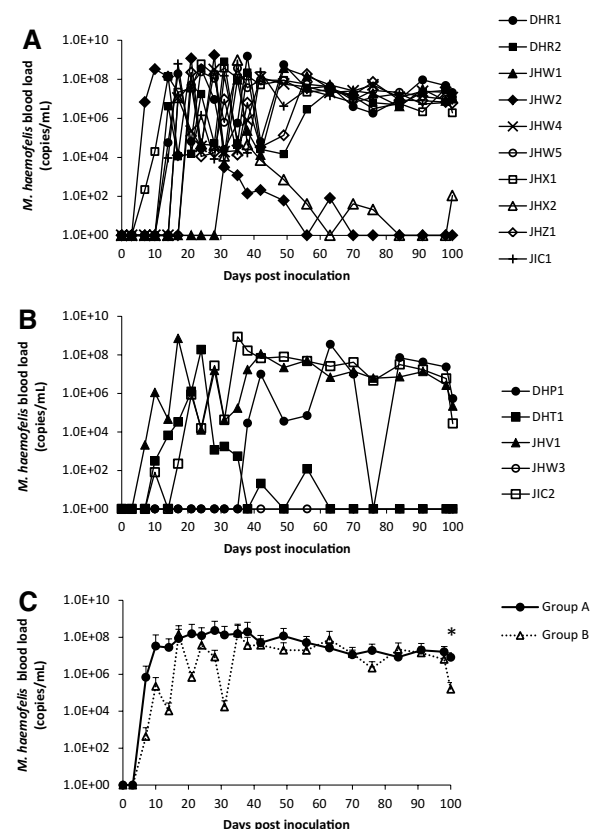 A
1.0E+10
1.0E+08
1.0E+06
1.0E+04
1.0E+02
1.0E+00
M. haemofelis blood load
(copies/mL)
0 10 20 30 40 50 60 70 80 90 100
Days post inoculation
DHR1
DHR2
JHW1
JHW2
JHW4
JHW5
JHX1
JHX2
JHZ1
JIC1
B
1.0E+10
1.0E+08
1.0E+06
1.0E+04
1.0E+02
1.0E+00
M. haemofelis blood load
(copies/mL)
0 10 20 30 40 50 60 70 80 90 100
Days post inoculation
DHP1
DHT1
JHV1
JHW3
JIC2
C
1.0E+10
1.0E+08
1.0E+06
1.0E+04
1.0E+02
1.0E+00
M. haemofelis blood load
(copies/mL)
*
0 10 20 30 40 50 60 70 80 90 100
Days post inoculation
Group A
Group B